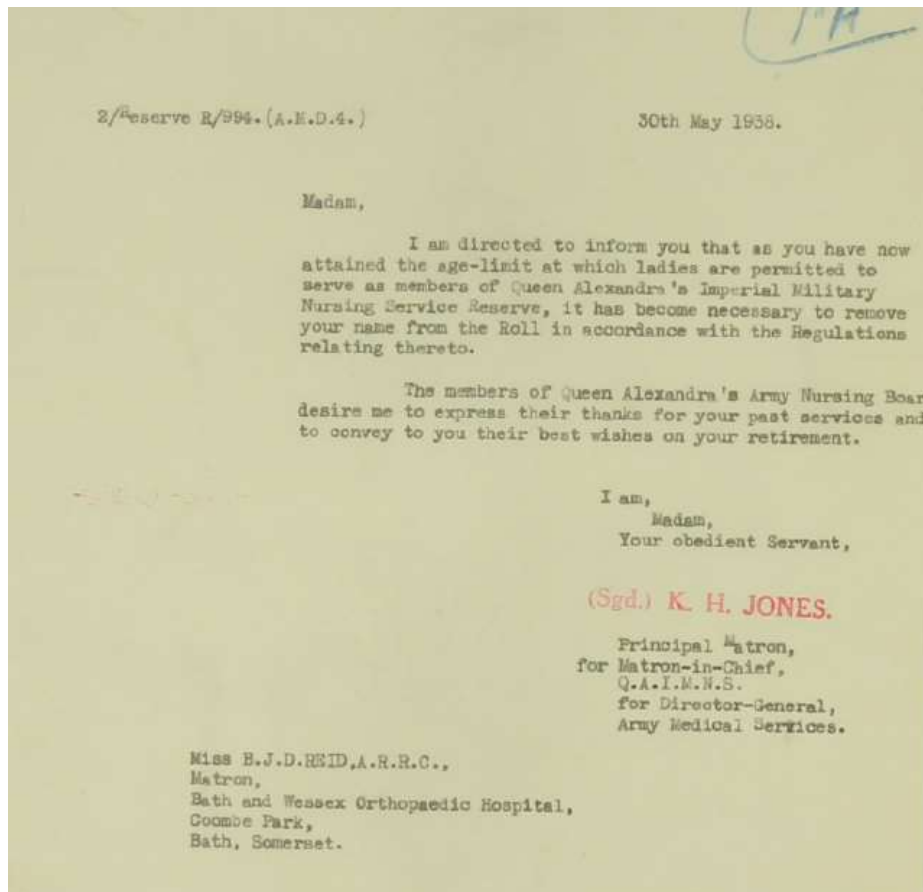 2/Reserve R/994.(A.M.D.4.)
30th May 1938.
Madam,
I am directed to inform you that as you have now
attained the age-limit at which ladies are permitted to
serve as members of Queen Alexandra's Imperial Military
Nursing Service Reserve, it has become necessary to remove
your name from the Roll in accordance with the Regulations
relating thereto.
The members of Queen Alexandra's Army Nursing Boar
desire me to express their thanks for your past services and
to convey to you their best wishes on your retirement.
I am,
Madam,
Your obedient Servant,
(Sgd.) K. H. JONES.
Principal Matron,
for Matron-in-Chief,
Q.A.I.M.N.S.
for Director-General,
Army Medical Services.
Miss B.J.D.REID,A.R.R.C.,
Matron,
Bath and Wessex Orthopaedic Hospital,
Coombe Park,
Bath, Somerset.